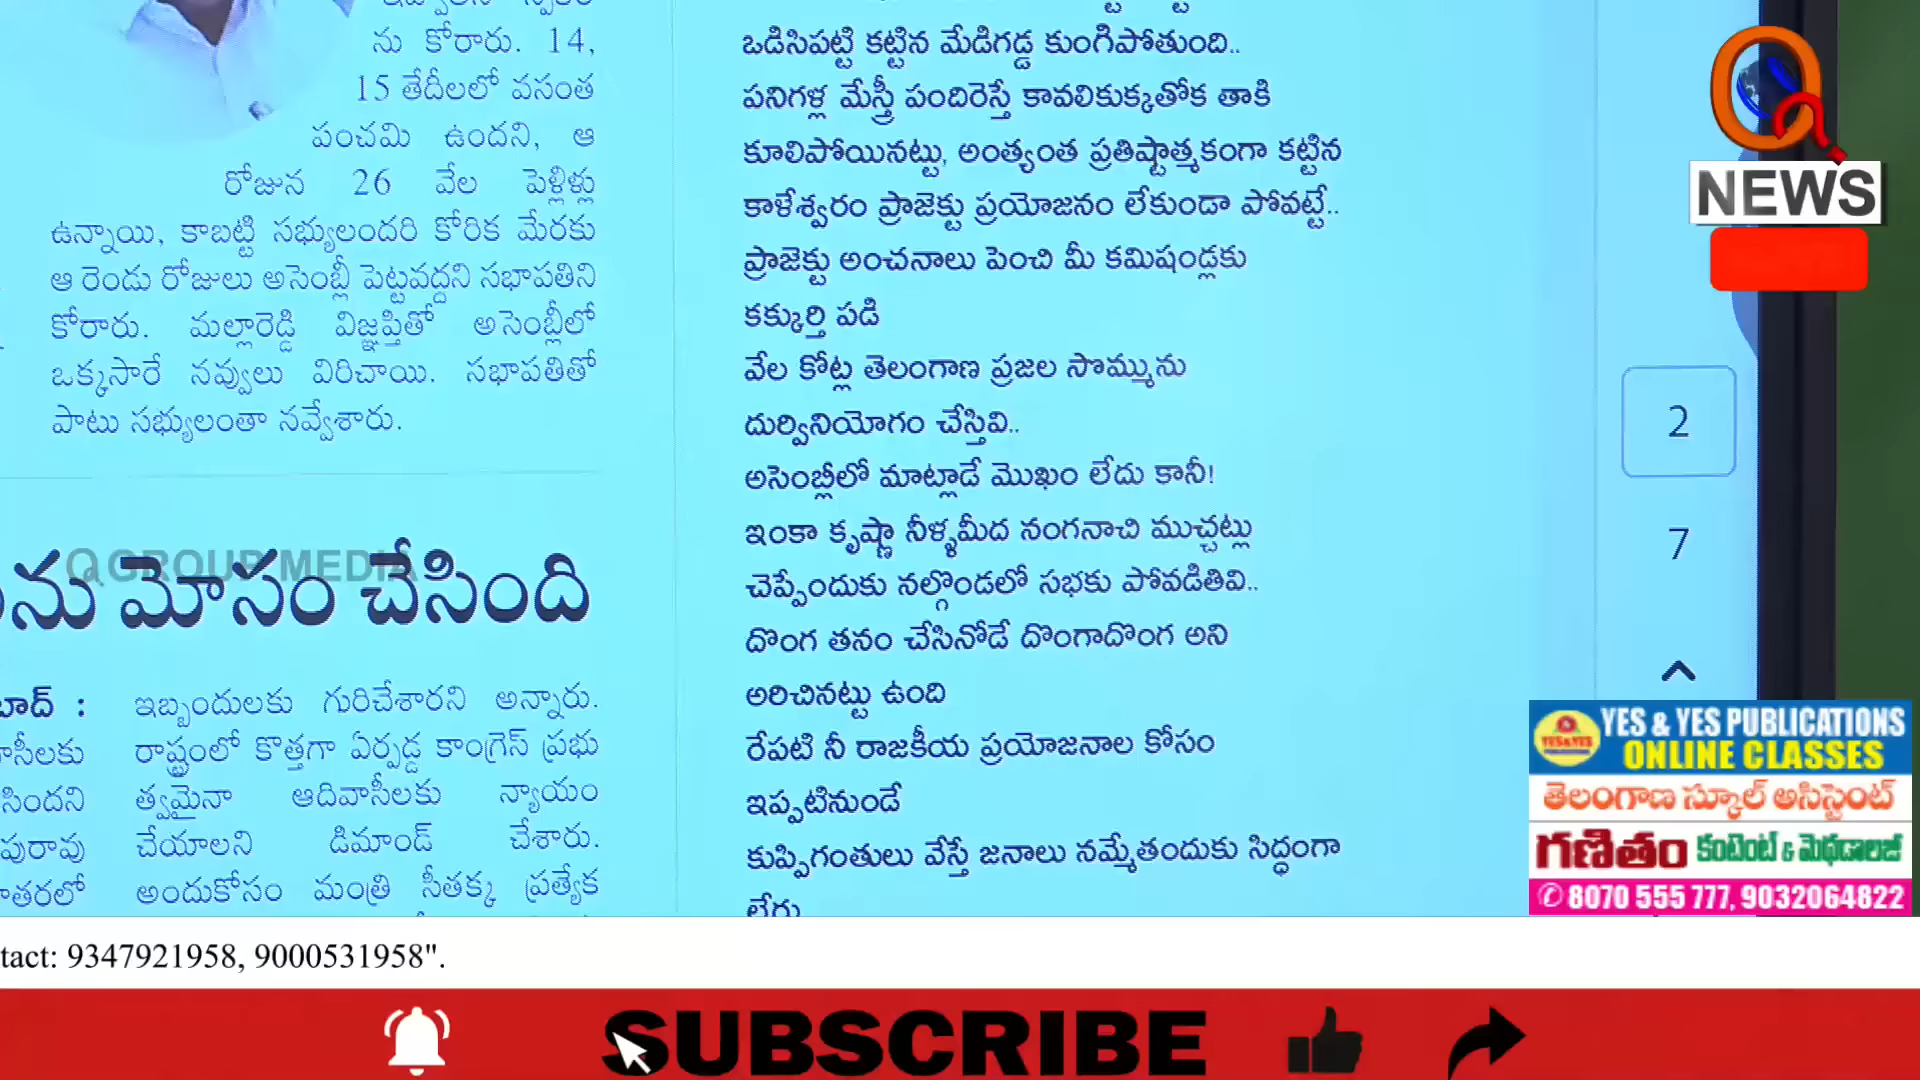 ను కోరారు. 14,
15 తేదీలలో వసంత
పంచమి ఉందని, ఆ
రోజున 26 వేల పెళ్లిళ్లు
ఉన్నాయి, కాబట్టి సభ్యులందరి కోరిక మేరకు
ఆ రెండు రోజులు అసెంబ్లీ పెట్టవద్దని సభాపతిని
కోరారు. మల్లారెడ్డి విజ్ఞప్తితో అసెంబ్లీలో
ఒక్కసారే నవ్వులు విరిచాయి. సభాపతితో
పాటు సభ్యులంతా నవ్వేశారు.
Q GROUP MEDIA
ను మోసం చేసింది
ఇబ్బందులకు గురిచేశారని అన్నారు.
రాష్ట్రంలో కొత్తగా ఏర్పడ్డ కాంగ్రెస్ ప్రభు
త్వమైనా ఆదివాసీలకు న్యాయం
చేయాలని డిమాండ్ చేశారు.
అందుకోసం మంత్రి సీతక్క ప్రత్యేక
ఒడిసిపట్టి కట్టిన మేడిగడ్డ కుంగిపోతుంది..
పనిగళ్ల మేస్త్రీ పందిరెస్తే కావలికుక్కతోక తాకి
కూలిపోయినట్టు, అంత్యంత ప్రతిష్టాత్మకంగా కట్టిన
కాళేశ్వరం ప్రాజెక్టు ప్రయోజనం లేకుండా పోవట్టే..
ప్రాజెక్టు అంచనాలు పెంచి మీ కమిషండ్లకు
కక్కుర్తి పడి
వేల కోట్ల తెలంగాణ ప్రజల సొమ్మును
దుర్వినియోగం చేస్తివి..
అసెంబ్లీలో మాట్లాడే మొఖం లేదు కానీ!
ఇంకా కృష్ణా నీళ్ళమీద నంగనాచి ముచ్చట్లు
చెప్పేందుకు నల్గొండలో సభకు పోవడితివి..
దొంగ తనం చేసినోడే దొంగాదొంగ అని
అరిచినట్టు ఉంది
రేపటి నీ రాజకీయ ప్రయోజనాల కోసం
ఇప్పటినుండే
కుప్పిగంతులు వేస్తే జనాలు నమ్మేతందుకు సిద్ధంగా
లేరు
Q
NEWS
2
7
YES & YES PUBLICATIONS
ONLINE CLASSES
తెలంగాణ స్కూల్ అసిస్టెంట్
గణితం కంటెంట్ & మెథడాలజీ
8070 555 777, 9032064822
tact: 9347921958, 9000531958".
SUBSCRIBE